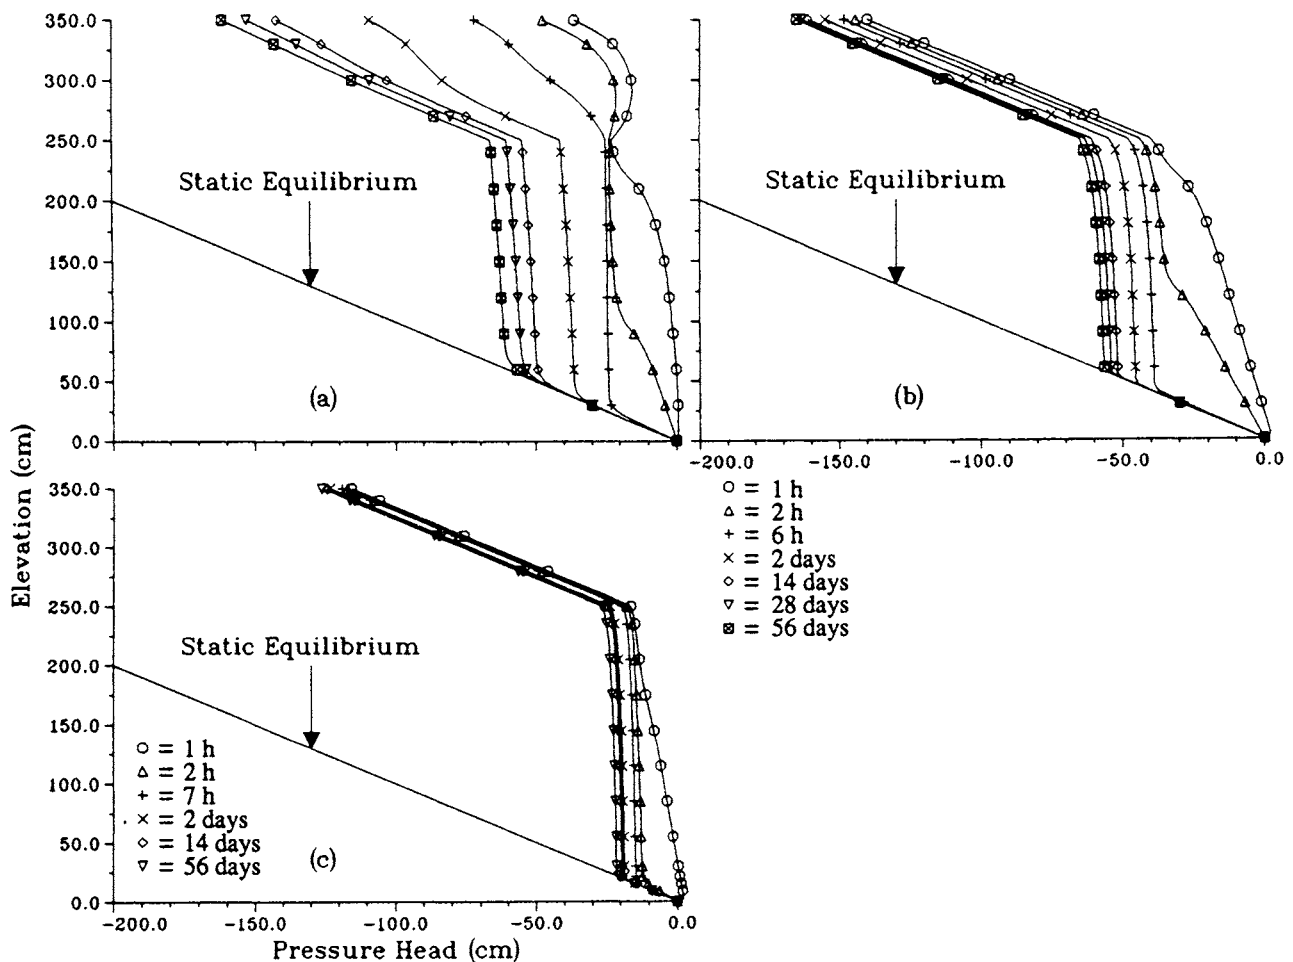 350.0
300.0
250.0
200.0
150.0
100.0
50.0
0.0
Static Equilibrium
(a)
Static Equilibrium
(b)
-200.0
-150.0
-100.0
-50.0
0.0
= 1 h
= 2 h
= 6 h
= 2 days
= 14 days
= 28 days
= 56 days
Elevation (cm)
350.0
300.0
250.0
200.0
150.0
100.0
50.0
0.0
Static Equilibrium
= 1 h
= 2 h
= 7 h
= 2 days
= 14 days
= 56 days
(c)
-200.0
-150.0
-100.0
-50.0
0.0
Pressure Head (cm)